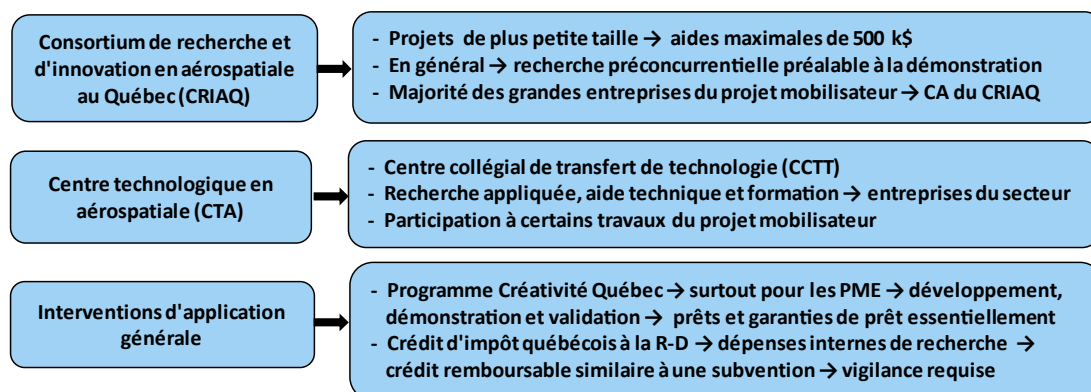 Consortium de recherche et
d'innovation en aérospatiale
au Québec (CRIAQ)
- Projets de plus petite taille → aides maximales de 500 k$
- En général → recherche préconcurrentielle préalable à la démonstration
- Majorité des grandes entreprises du projet mobilisateur → CA du CRIAQ
Centre technologique en
aérospatiale (CTA)
- Centre collégial de transfert de technologie (CCTT)
- Recherche appliquée, aide technique et formation → entreprises du secteur
- Participation à certains travaux du projet mobilisateur
Interventions d'application
générale
- Programme Créativité Québec → surtout pour les PME → développement,
démonstration et validation → prêts et garanties de prêt essentiellement
- Crédit d'impôt québécois à la R-D → dépenses internes de recherche →
crédit remboursable similaire à une subvention → vigilance requise